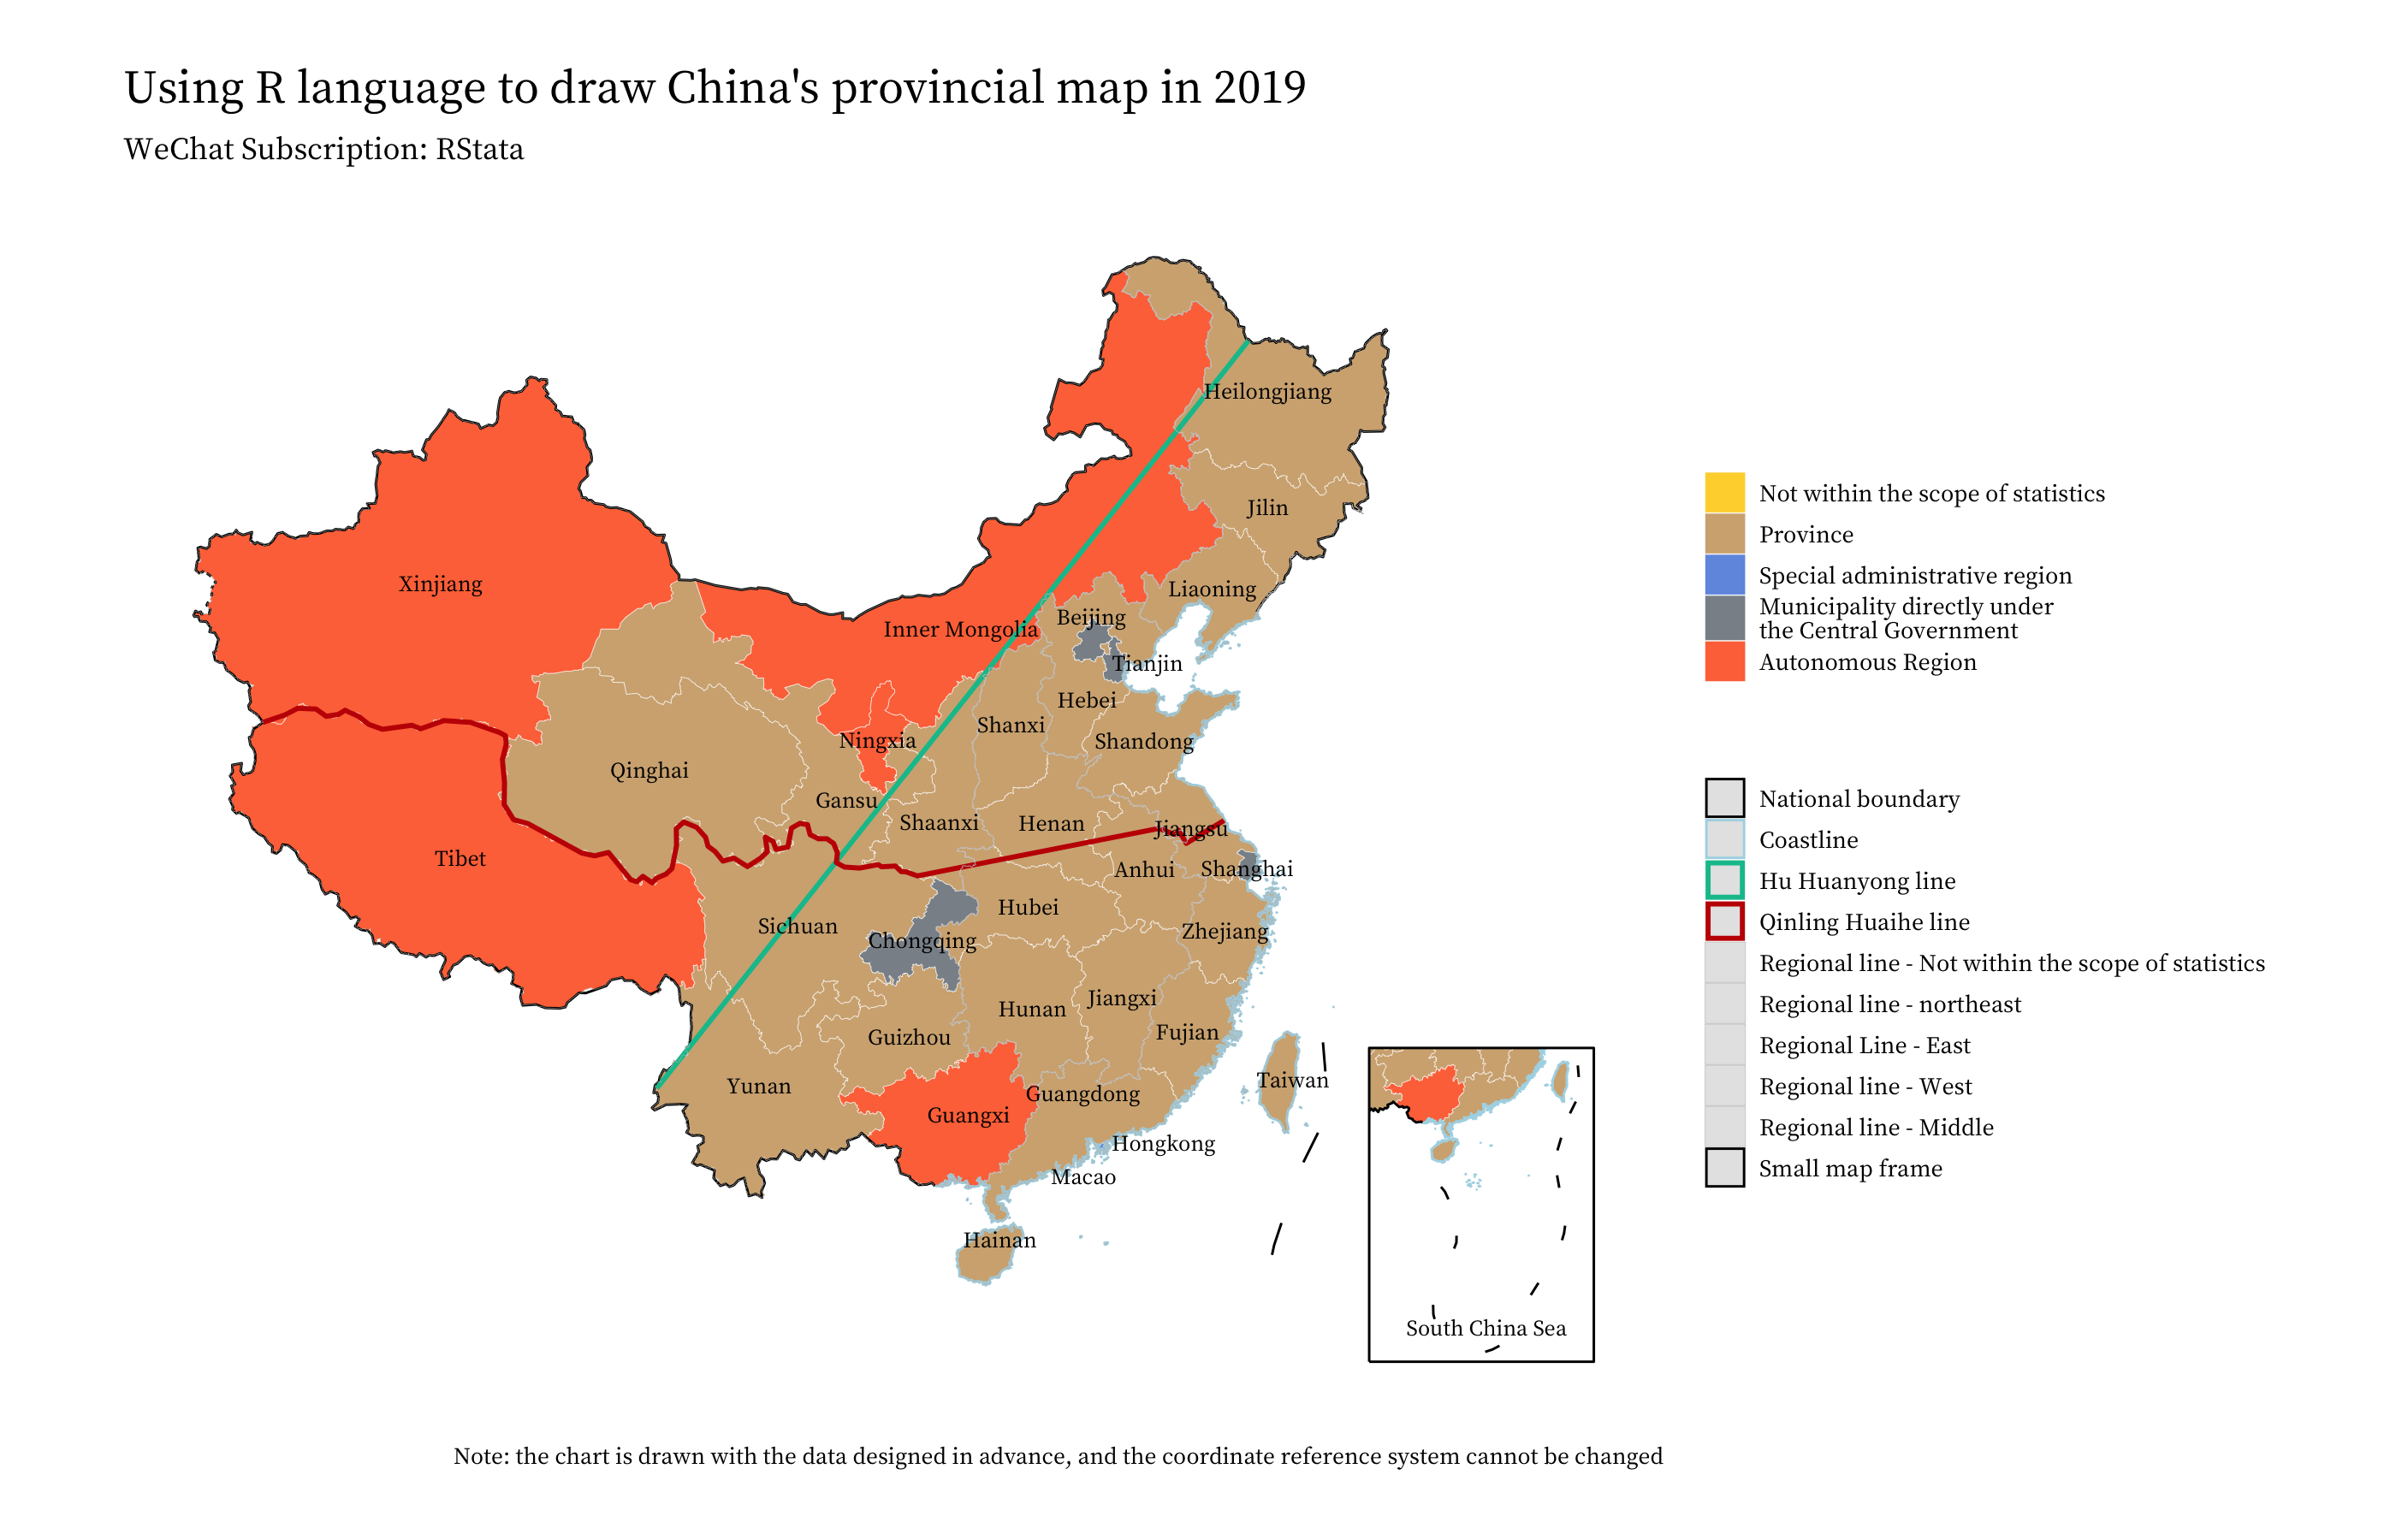 Using R language to draw China's provincial map in 2019
WeChat Subscription: RStata
Heilongjiang
Jilin
Liaoning
Xinjiang
Inner Mongolia
Beijing
Tianjin
Hebei
Shanxi
Shandong
Ningxia
Qinghai
Gansu
Shaanxi
Henan
Jiangsu
Tibet
Anhui
Shanghai
Hubei
Sichuan
Chongqing
Zhejiang
Jiangxi
Hunan
Fujian
Guizhou
Taiwan
Yunan
Guangdong
Guangxi
Hongkong
Macao
Hainan
South China Sea
Not within the scope of statistics
Province
Special administrative region
Municipality directly under
the Central Government
Autonomous Region
National boundary
Coastline
Hu Huanyong line
Qinling Huaihe line
Regional line - Not within the scope of statistics
Regional line - northeast
Regional Line - East
Regional line - West
Regional line - Middle
Small map frame
Note: the chart is drawn with the data designed in advance, and the coordinate reference system cannot be changed